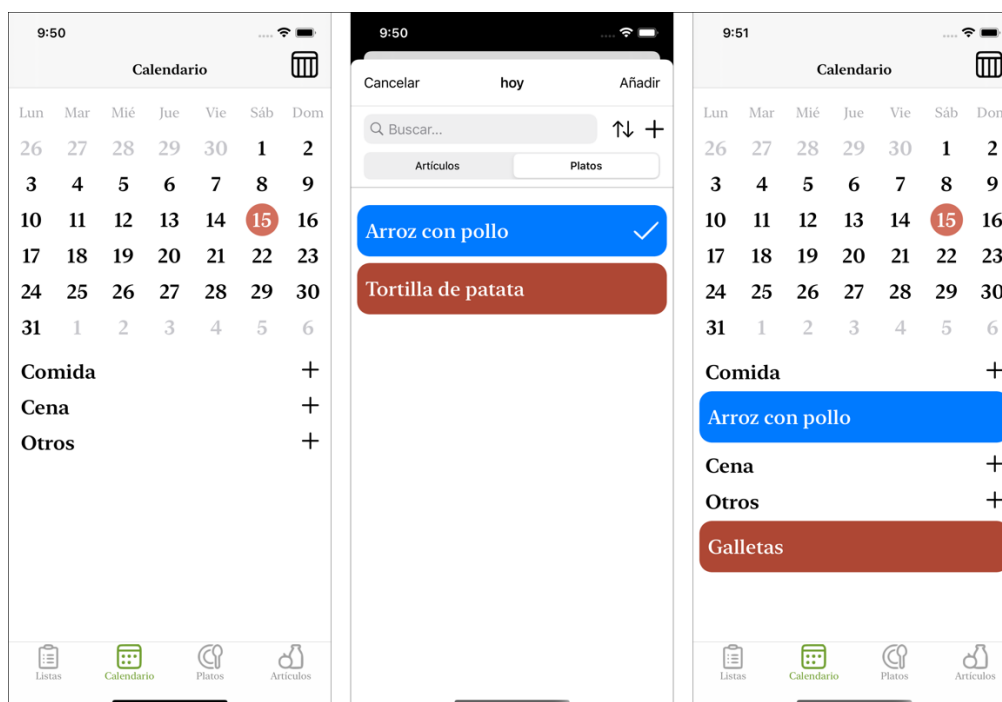 9:50
Calendario
Lun Mar Mié Jue Vie Sáb Dom
26 27 28 29 30 1 2
3 4 5 6 7 8 9
10 11 12 13 14 15 16
17 18 19 20 21 22 23
24 25 26 27 28 29 30
31 1 2 3 4 5 6
Comida +
Cena +
Otros +
Listas Calendario Platos Artículos
9:50
Cancelar hoy Añadir
Buscar... +
Artículos Platos
Arroz con pollo
Tortilla de patata
9:51
Calendario
Lun Mar Mié Jue Vie Sáb Dom
26 27 28 29 30 1 2
3 4 5 6 7 8 9
10 11 12 13 14 15 16
17 18 19 20 21 22 23
24 25 26 27 28 29 30
31 1 2 3 4 5 6
Comida +
Arroz con pollo
Cena +
Otros +
Galletas
Listas Calendario Platos Artículos